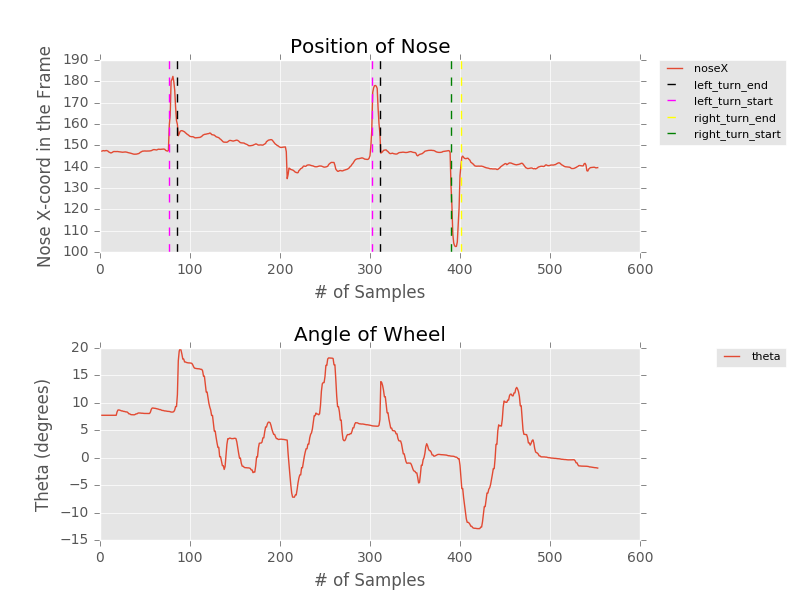 Position of Nose
190
180
170
160
150
140
130
120
110
100
0 100 200 300 400 500 600
Nose X-coord in the Frame
# of Samples
noseX
left_turn_end
left_turn_start
right_turn_end
right_turn_start
Angle of Wheel
20
15
10
5
0
−5
−10
−15
0 100 200 300 400 500 600
Theta (degrees)
# of Samples
theta